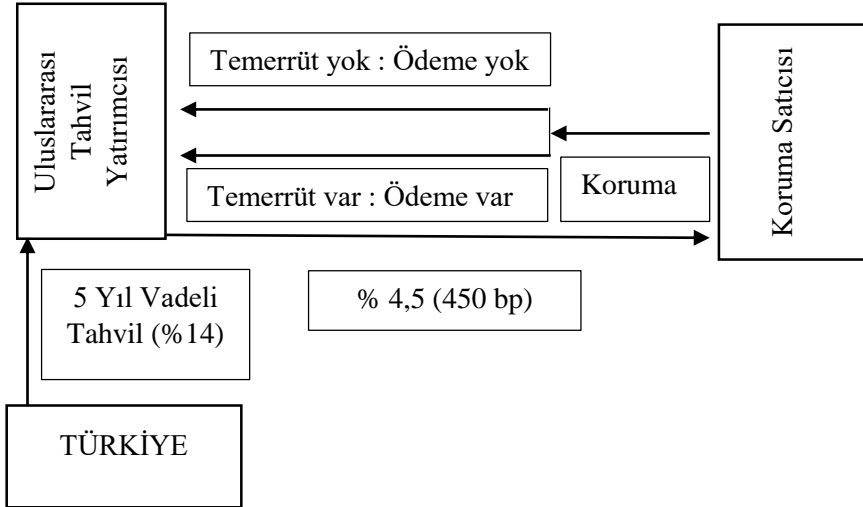 Uluslararası
Tahvil
Yatırımcısı
Temerrüt yok : Ödeme yok
Temerrüt var : Ödeme var
Koruma
Koruma Satıcısı
5 Yıl Vadeli
Tahvil (%14)
% 4,5 (450 bp)
TÜRKİYE